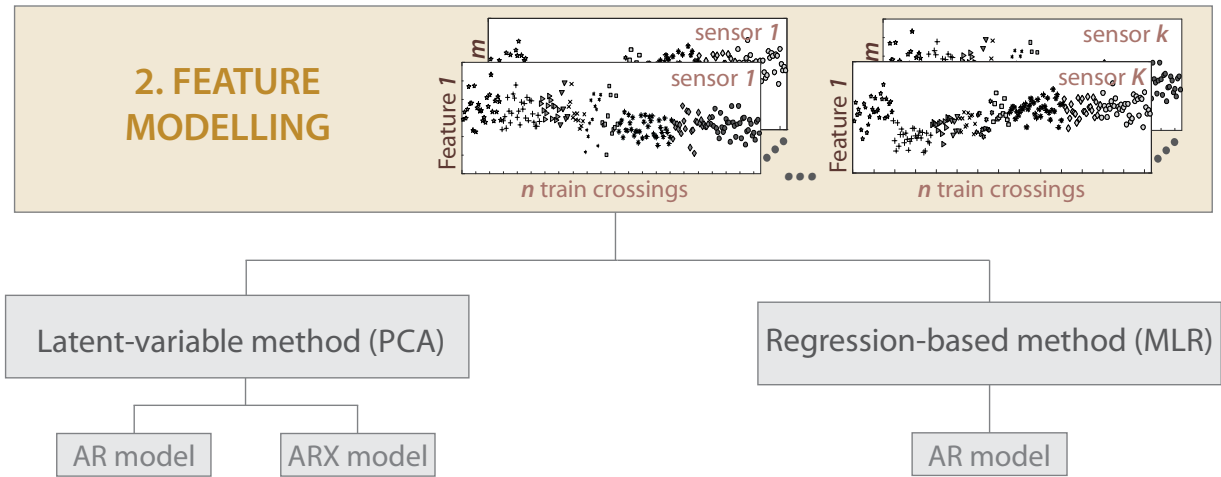 2. FEATURE
MODELLING
m
sensor 1
Feature 1
sensor 1
n train crossings
sensor k
m
Feature 1
sensor K
n train crossings
Latent-variable method (PCA)
Regression-based method (MLR)
AR model
ARX model
AR model